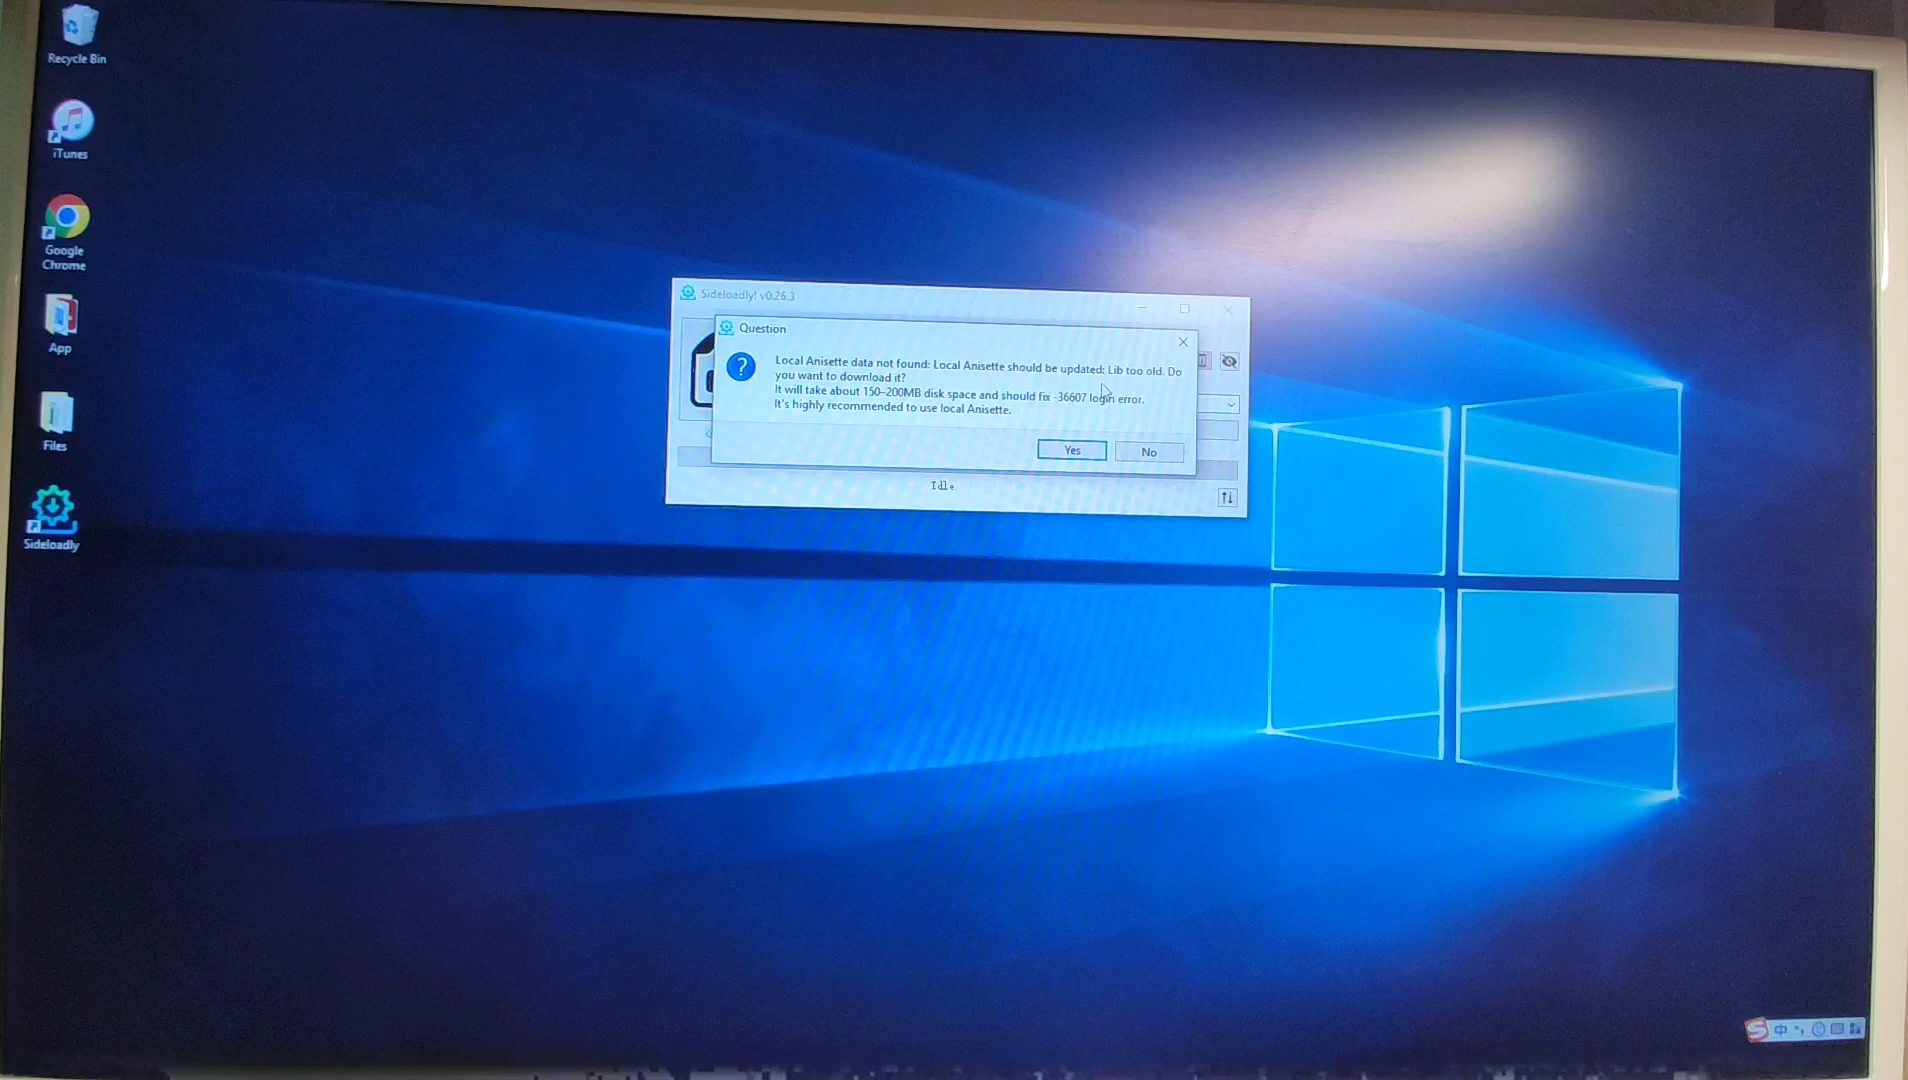 Recycle Bin
iTunes
Google
Chrome
App
Files
Sideloadly
Sideloadly! v0.26.3
Question
Local Anisette data not found: Local Anisette should be updated: Lib too old. Do
you want to download it?
It will take about 150-200MB disk space and should fix -36607 login error.
It's highly recommended to use local Anisette.
Yes
No
Idle
中